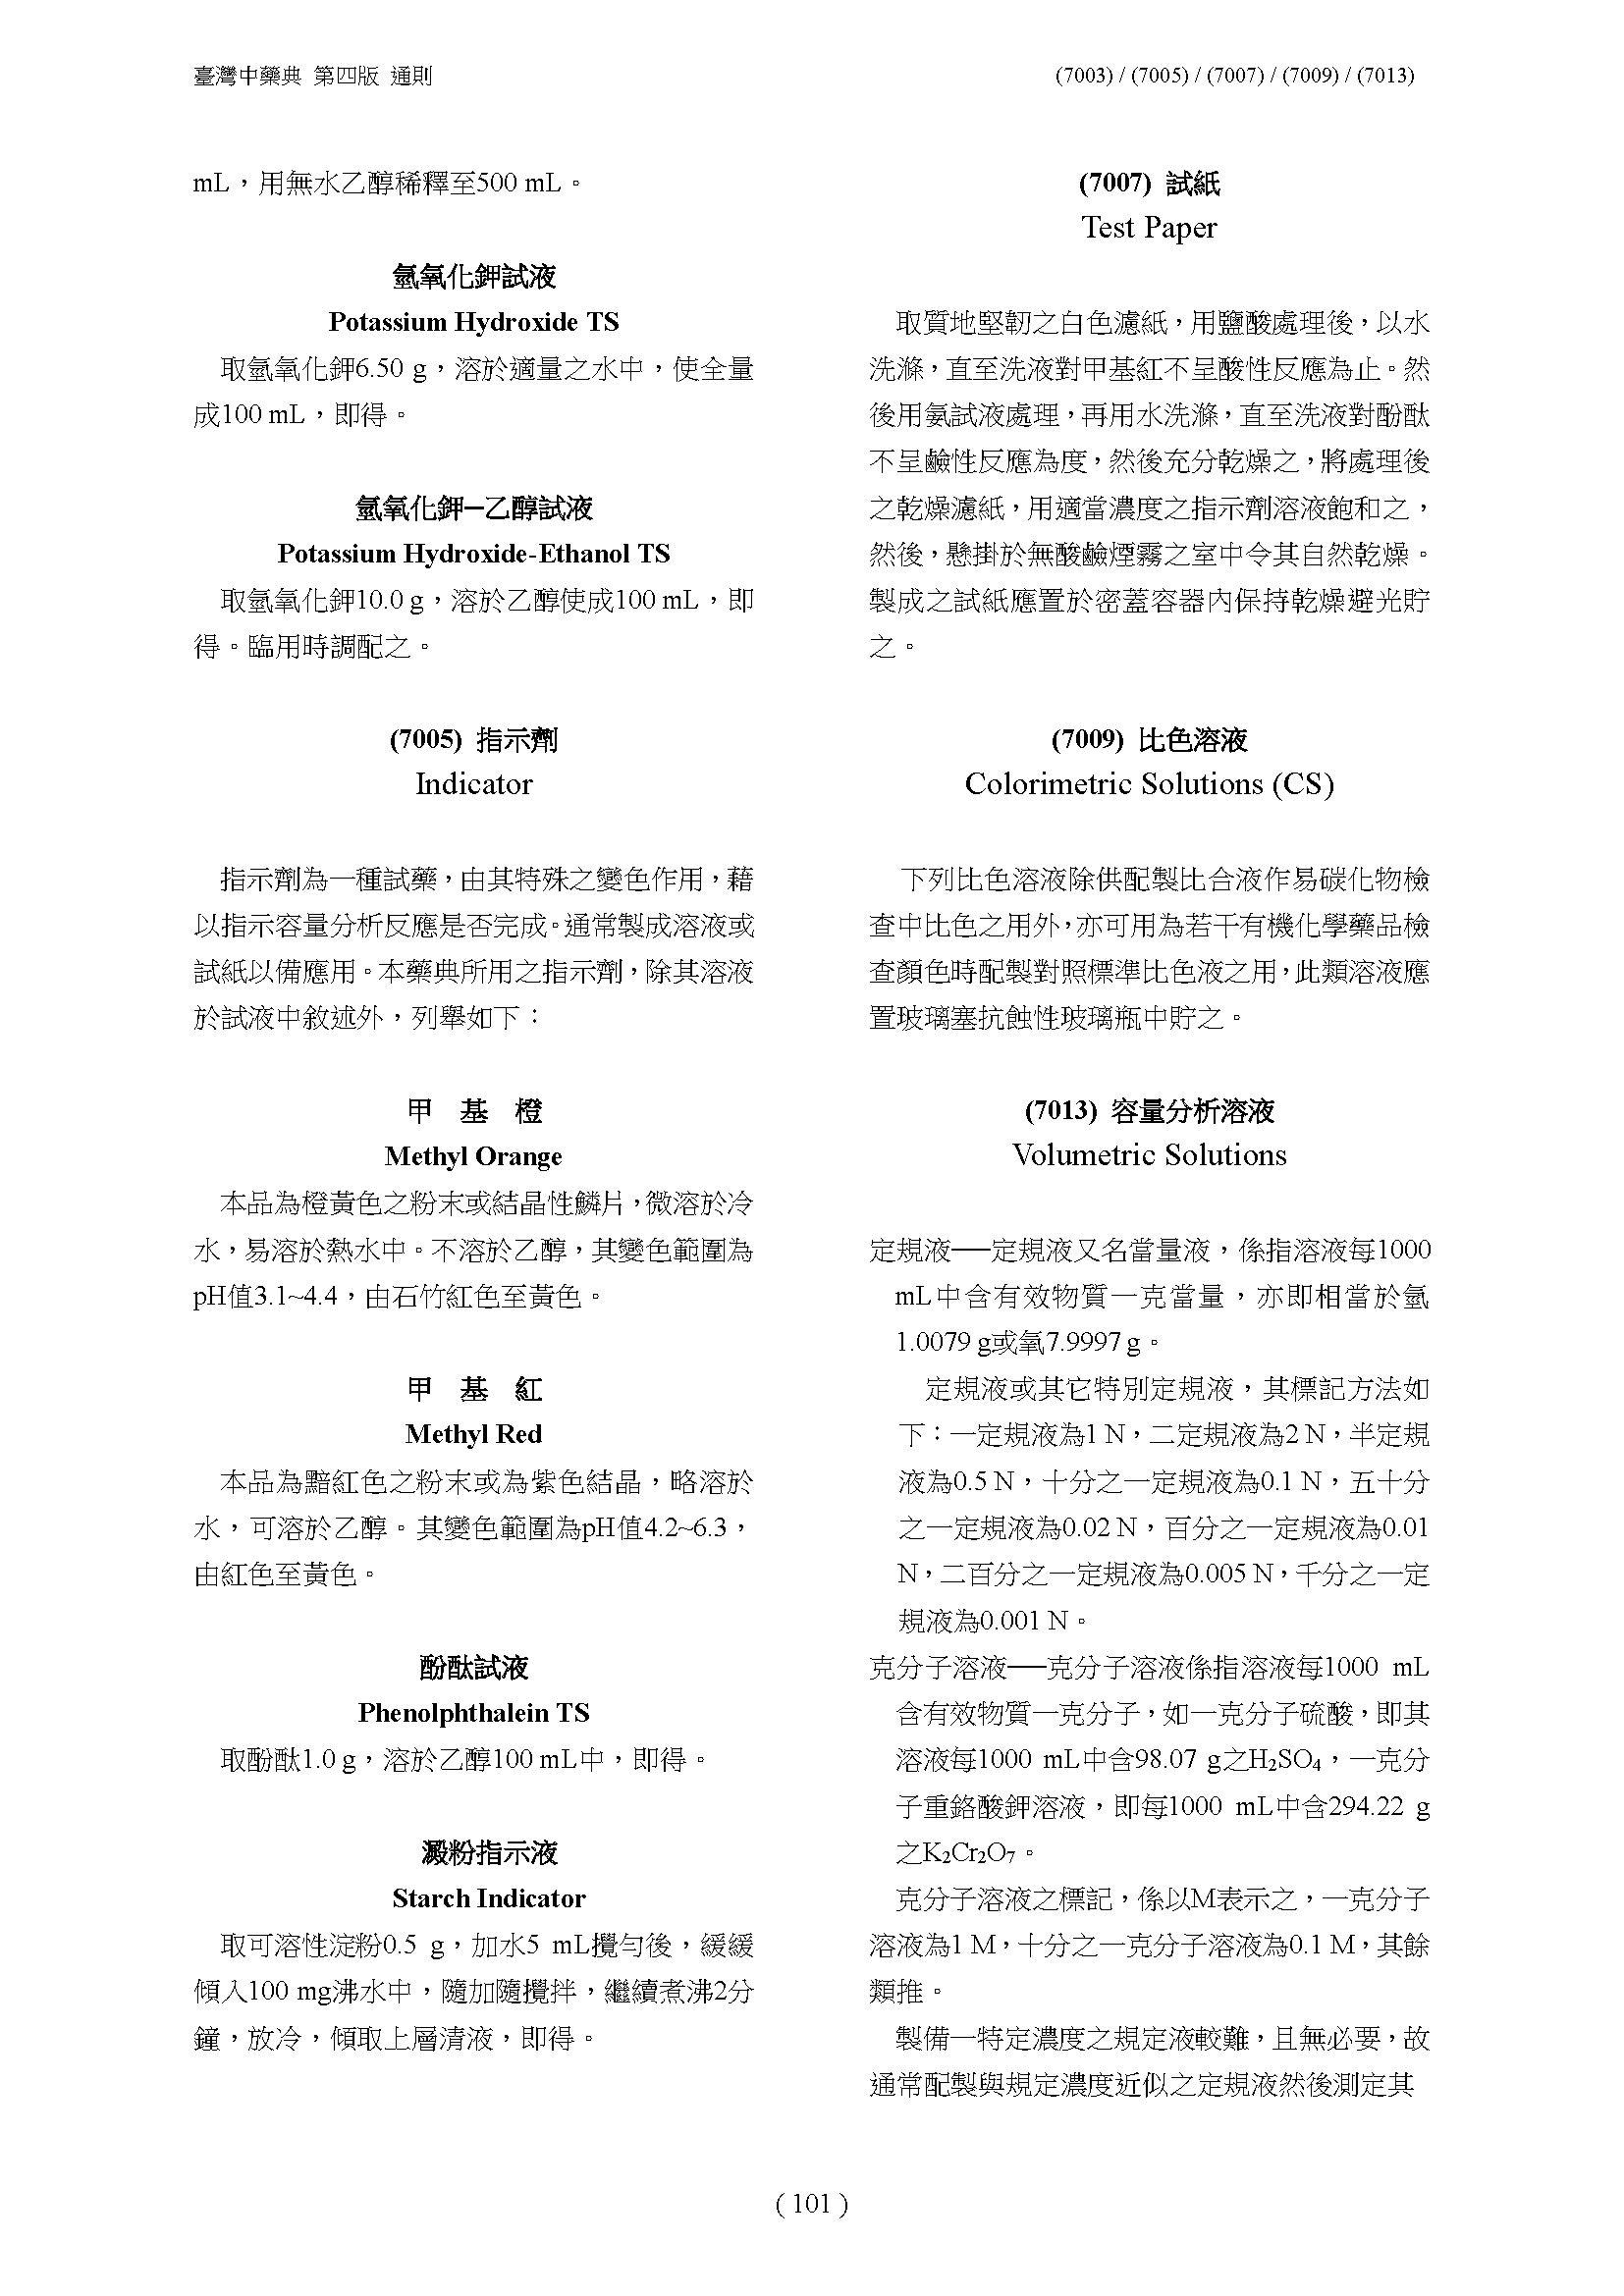 臺灣中藥典 第四版 通則
(7003) / (7005) / (7007) / (7009) / (7013)
mL，用無水乙醇稀釋至500 mL。
氫氧化鉀試液
Potassium Hydroxide TS
取氫氧化鉀6.50 g，溶於適量之水中，使全量
成100 mL，即得。
氫氧化鉀─乙醇試液
Potassium Hydroxide-Ethanol TS
取氫氧化鉀10.0 g，溶於乙醇使成100 mL，即
得。臨用時調配之。
(7005) 指示劑
Indicator
指示劑為一種試藥，由其特殊之變色作用，藉
以指示容量分析反應是否完成。通常製成溶液或
試紙以備應用。本藥典所用之指示劑，除其溶液
於試液中敘述外，列舉如下：
甲　基　橙
Methyl Orange
本品為橙黃色之粉末或結晶性鱗片，微溶於冷
水，易溶於熱水中。不溶於乙醇，其變色範圍為
pH值3.1~4.4，由石竹紅色至黃色。
甲　基　紅
Methyl Red
本品為黯紅色之粉末或為紫色結晶，略溶於
水，可溶於乙醇。其變色範圍為pH值4.2~6.3，
由紅色至黃色。
酚酞試液
Phenolphthalein TS
取酚酞1.0 g，溶於乙醇100 mL中，即得。
澱粉指示液
Starch Indicator
取可溶性淀粉0.5 g，加水5 mL攪勻後，緩緩
傾入100 mg沸水中，隨加隨攪拌，繼續煮沸2分
鐘，放冷，傾取上層清液，即得。
(7007) 試紙
Test Paper
取質地堅韌之白色濾紙，用鹽酸處理後，以水
洗滌，直至洗液對甲基紅不呈酸性反應為止。然
後用氨試液處理，再用水洗滌，直至洗液對酚酞
不呈鹼性反應為度，然後充分乾燥之，將處理後
之乾燥濾紙，用適當濃度之指示劑溶液飽和之，
然後，懸掛於無酸鹼煙霧之室中令其自然乾燥。
製成之試紙應置於密蓋容器內保持乾燥避光貯
之。
(7009) 比色溶液
Colorimetric Solutions (CS)
下列比色溶液除供配製比合液作易碳化物檢
查中比色之用外，亦可用為若干有機化學藥品檢
查顏色時配製對照標準比色液之用，此類溶液應
置玻璃塞抗蝕性玻璃瓶中貯之。
(7013) 容量分析溶液
Volumetric Solutions
定規液──定規液又名當量液，係指溶液每1000
mL中含有效物質一克當量，亦即相當於氫
1.0079 g或氧7.9997 g。
定規液或其它特別定規液，其標記方法如
下：一定規液為1 N，二定規液為2 N，半定規
液為0.5 N，十分之一定規液為0.1 N，五十分
之一定規液為0.02 N，百分之一定規液為0.01
N，二百分之一定規液為0.005 N，千分之一定
規液為0.001 N。
克分子溶液──克分子溶液係指溶液每1000 mL
含有效物質一克分子，如一克分子硫酸，即其
溶液每1000 mL中含98.07 g之H₂SO₄，一克分
子重鉻酸鉀溶液，即每1000 mL中含294.22 g
之K₂Cr₂O₇。
克分子溶液之標記，係以M表示之，一克分子
溶液為1 M，十分之一克分子溶液為0.1 M，其餘
類推。
製備一特定濃度之規定液較難，且無必要，故
通常配製與規定濃度近似之定規液然後測定其
( 101 )